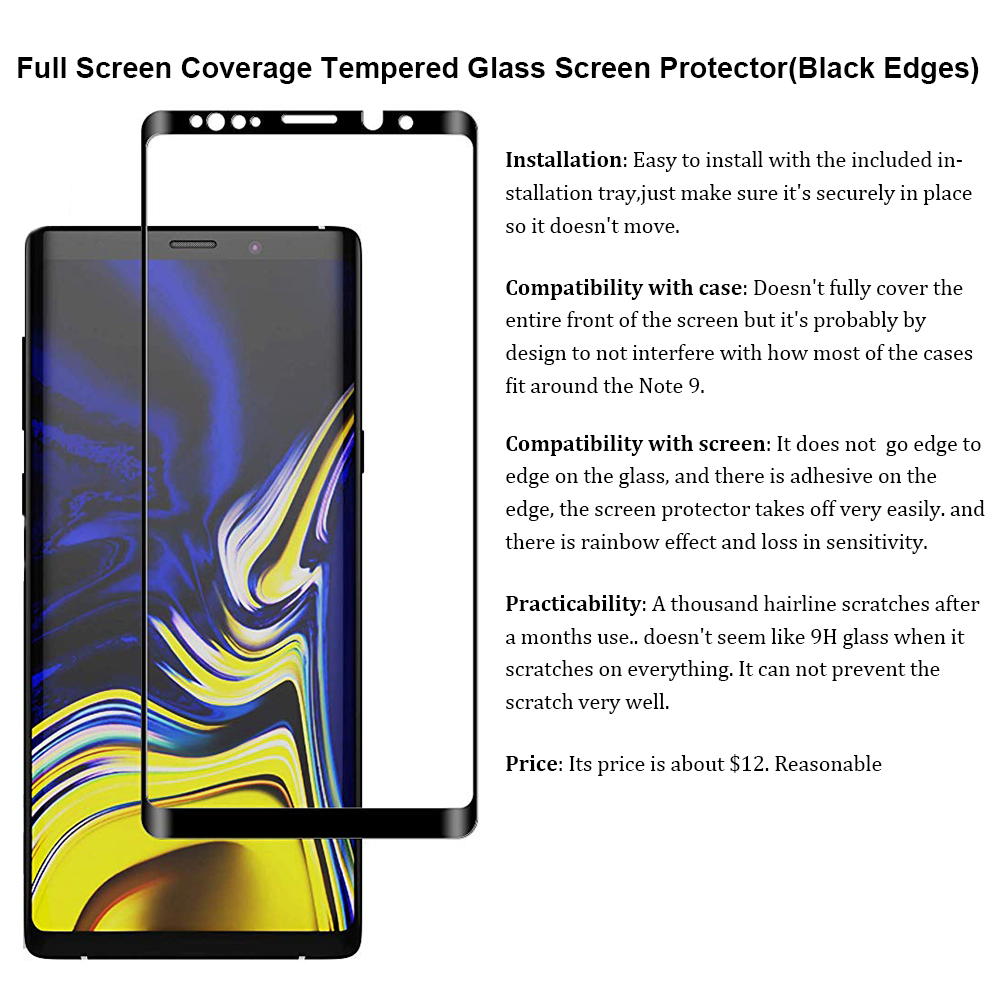 Full Screen Coverage Tempered Glass Screen Protector(Black Edges)
Installation: Easy to install with the included in-
stallation tray,just make sure it's securely in place
so it doesn't move.
Compatibility with case: Doesn't fully cover the
entire front of the screen but it's probably by
design to not interfere with how most of the cases
fit around the Note 9.
Compatibility with screen: It does not  go edge to
edge on the glass, and there is adhesive on the
edge, the screen protector takes off very easily. and
there is rainbow effect and loss in sensitivity.
Practicability: A thousand hairline scratches after
a months use.. doesn't seem like 9H glass when it
scratches on everything. It can not prevent the
scratch very well.
Price: Its price is about $12. Reasonable